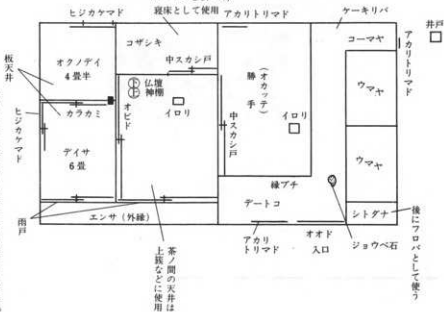 ヒジカケマド
寝床として使用
アカリトリマド
ケーキリバ
井戸
板天井
オクノデイ
4畳半
コザシキ
中スカシ戸
(オカッテ)
勝手
コーマヤ
アカリトリマド
ヒジカケマド
カラカミ
オビド
下 仏壇
上 神棚
イロリ
中スカシ戸
イロリ
ウマヤ
デイサ
6畳
ウマヤ
縁ブチ
デートコ
シトダナ
雨戸
エンサ(外縁)
アカリ
トリマド
オオド
入口
ジョウベ石
後にフロバとして使う
茶ノ間の天井は
上蔟などに使用